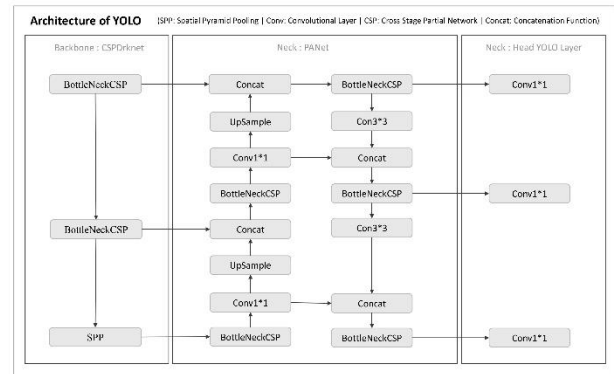 Architecture of YOLO (SPP: Spatial Pyramid Pooling | Conv: Convolutional Layer | CSP: Cross Stage Partial Network | Concat: Concatenation Function)
Backbone : CSPDrknet
Neck : PANet
Neck : Head YOLO Layer
BottleNeckCSP
Concat
BottleNeckCSP
Conv1*1
UpSample
Con3*3
Conv1*1
Concat
BottleNeckCSP
BottleNeckCSP
Conv1*1
BottleNeckCSP
Concat
Con3*3
UpSample
Conv1*1
Concat
SPP
BottleNeckCSP
BottleNeckCSP
Conv1*1